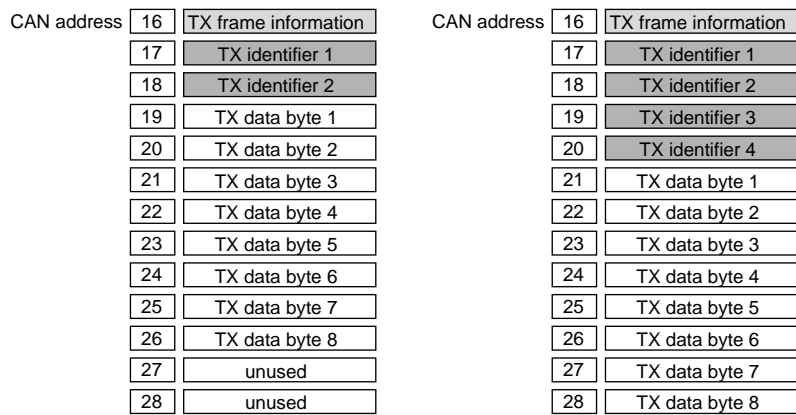 CAN address 16 TX frame information
17 TX identifier 1
18 TX identifier 2
19 TX data byte 1
20 TX data byte 2
21 TX data byte 3
22 TX data byte 4
23 TX data byte 5
24 TX data byte 6
25 TX data byte 7
26 TX data byte 8
27 unused
28 unused
CAN address 16 TX frame information
17 TX identifier 1
18 TX identifier 2
19 TX identifier 3
20 TX identifier 4
21 TX data byte 1
22 TX data byte 2
23 TX data byte 3
24 TX data byte 4
25 TX data byte 5
26 TX data byte 6
27 TX data byte 7
28 TX data byte 8